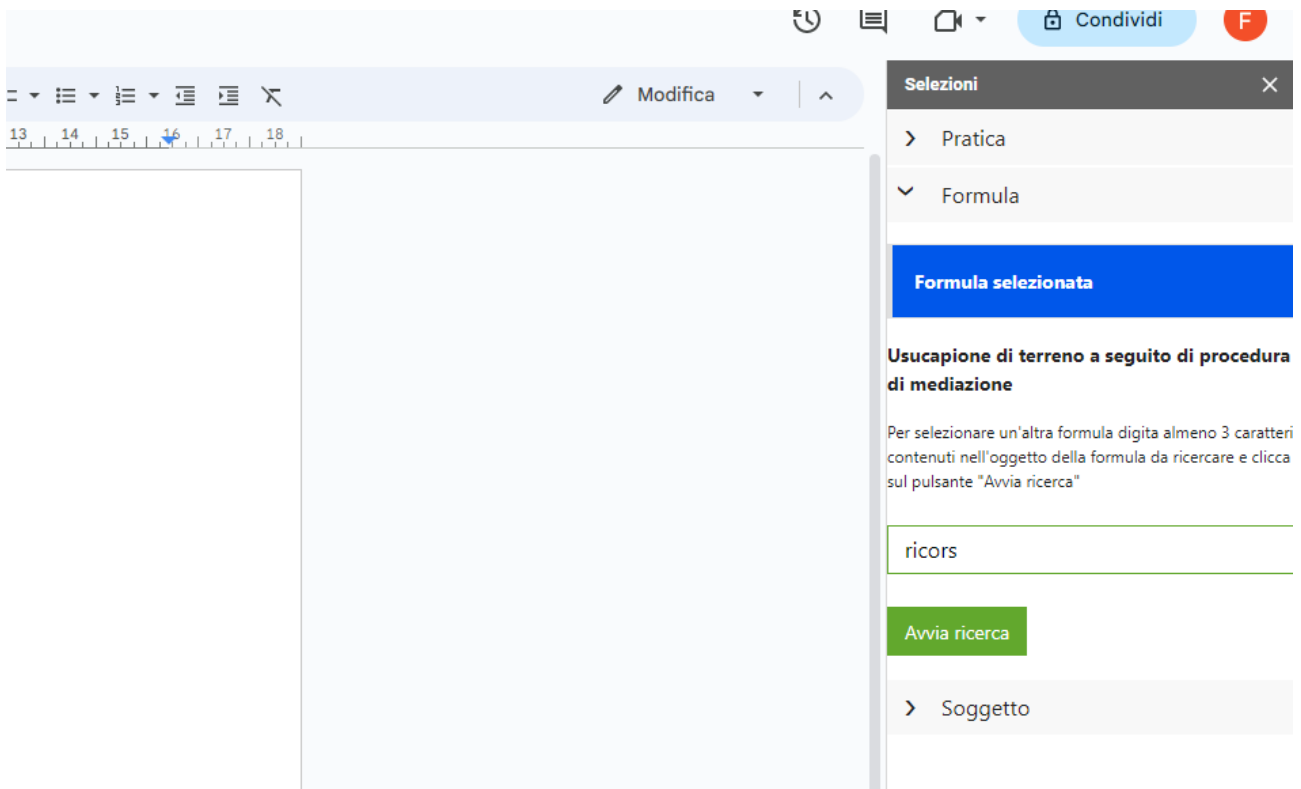 Condividi
F
Modifica
13 14 15 16 17 18
Selezioni
Pratica
Formula
Formula selezionata
Usucapione di terreno a seguito di procedura
di mediazione
Per selezionare un'altra formula digita almeno 3 caratteri
contenuti nell'oggetto della formula da ricercare e clicca
sul pulsante "Avvia ricerca"
ricors
Avvia ricerca
Soggetto